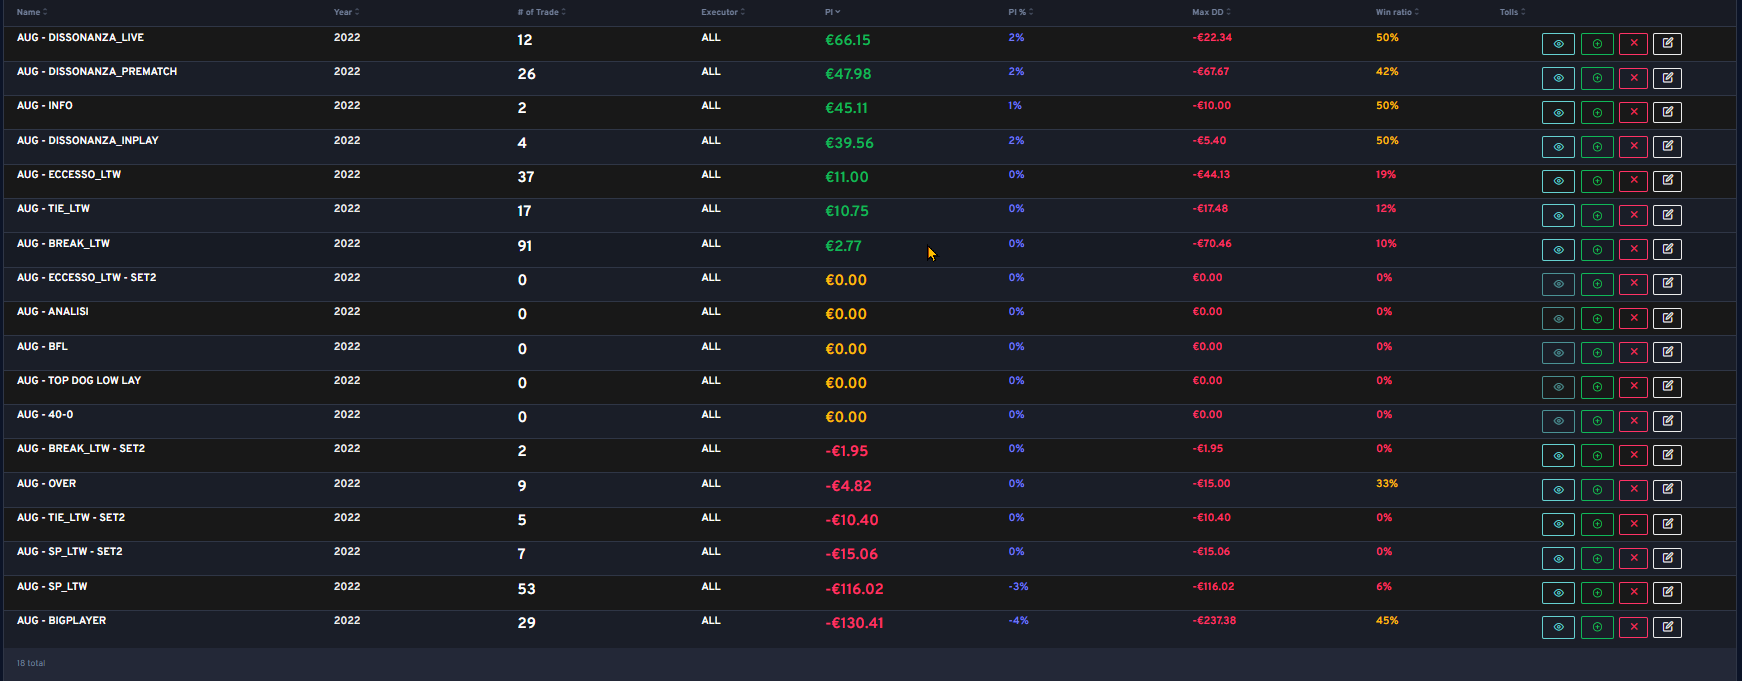 Name Year # of Trade Executor Pl Pl % Max DD Win ratio Tolls
AUG - DISSONANZA_LIVE 2022 12 ALL €66.15 2% -€22.34 50%
AUG - DISSONANZA_PREMATCH 2022 26 ALL €47.98 2% -€67.67 42%
AUG - INFO 2022 2 ALL €45.11 1% -€10.00 50%
AUG - DISSONANZA_INPLAY 2022 4 ALL €39.56 2% -€5.40 50%
AUG - ECCESSO_LTW 2022 37 ALL €11.00 0% -€44.13 19%
AUG - TIE_LTW 2022 17 ALL €10.75 0% -€17.48 12%
AUG - BREAK_LTW 2022 91 ALL €2.77 0% -€70.46 10%
AUG - ECCESSO_LTW - SET2 2022 0 ALL €0.00 0% €0.00 0%
AUG - ANALISI 2022 0 ALL €0.00 0% €0.00 0%
AUG - BFL 2022 0 ALL €0.00 0% €0.00 0%
AUG - TOP DOG LOW LAY 2022 0 ALL €0.00 0% €0.00 0%
AUG - 40-0 2022 0 ALL €0.00 0% €0.00 0%
AUG - BREAK_LTW - SET2 2022 2 ALL -€1.95 0% -€1.95 0%
AUG - OVER 2022 9 ALL -€4.82 0% -€15.00 33%
AUG - TIE_LTW - SET2 2022 5 ALL -€10.40 0% -€10.40 0%
AUG - SP_LTW - SET2 2022 7 ALL -€15.06 0% -€15.06 0%
AUG - SP_LTW 2022 53 ALL -€116.02 -3% -€116.02 6%
AUG - BIGPLAYER 2022 29 ALL -€130.41 -4% -€237.38 45%
18 total